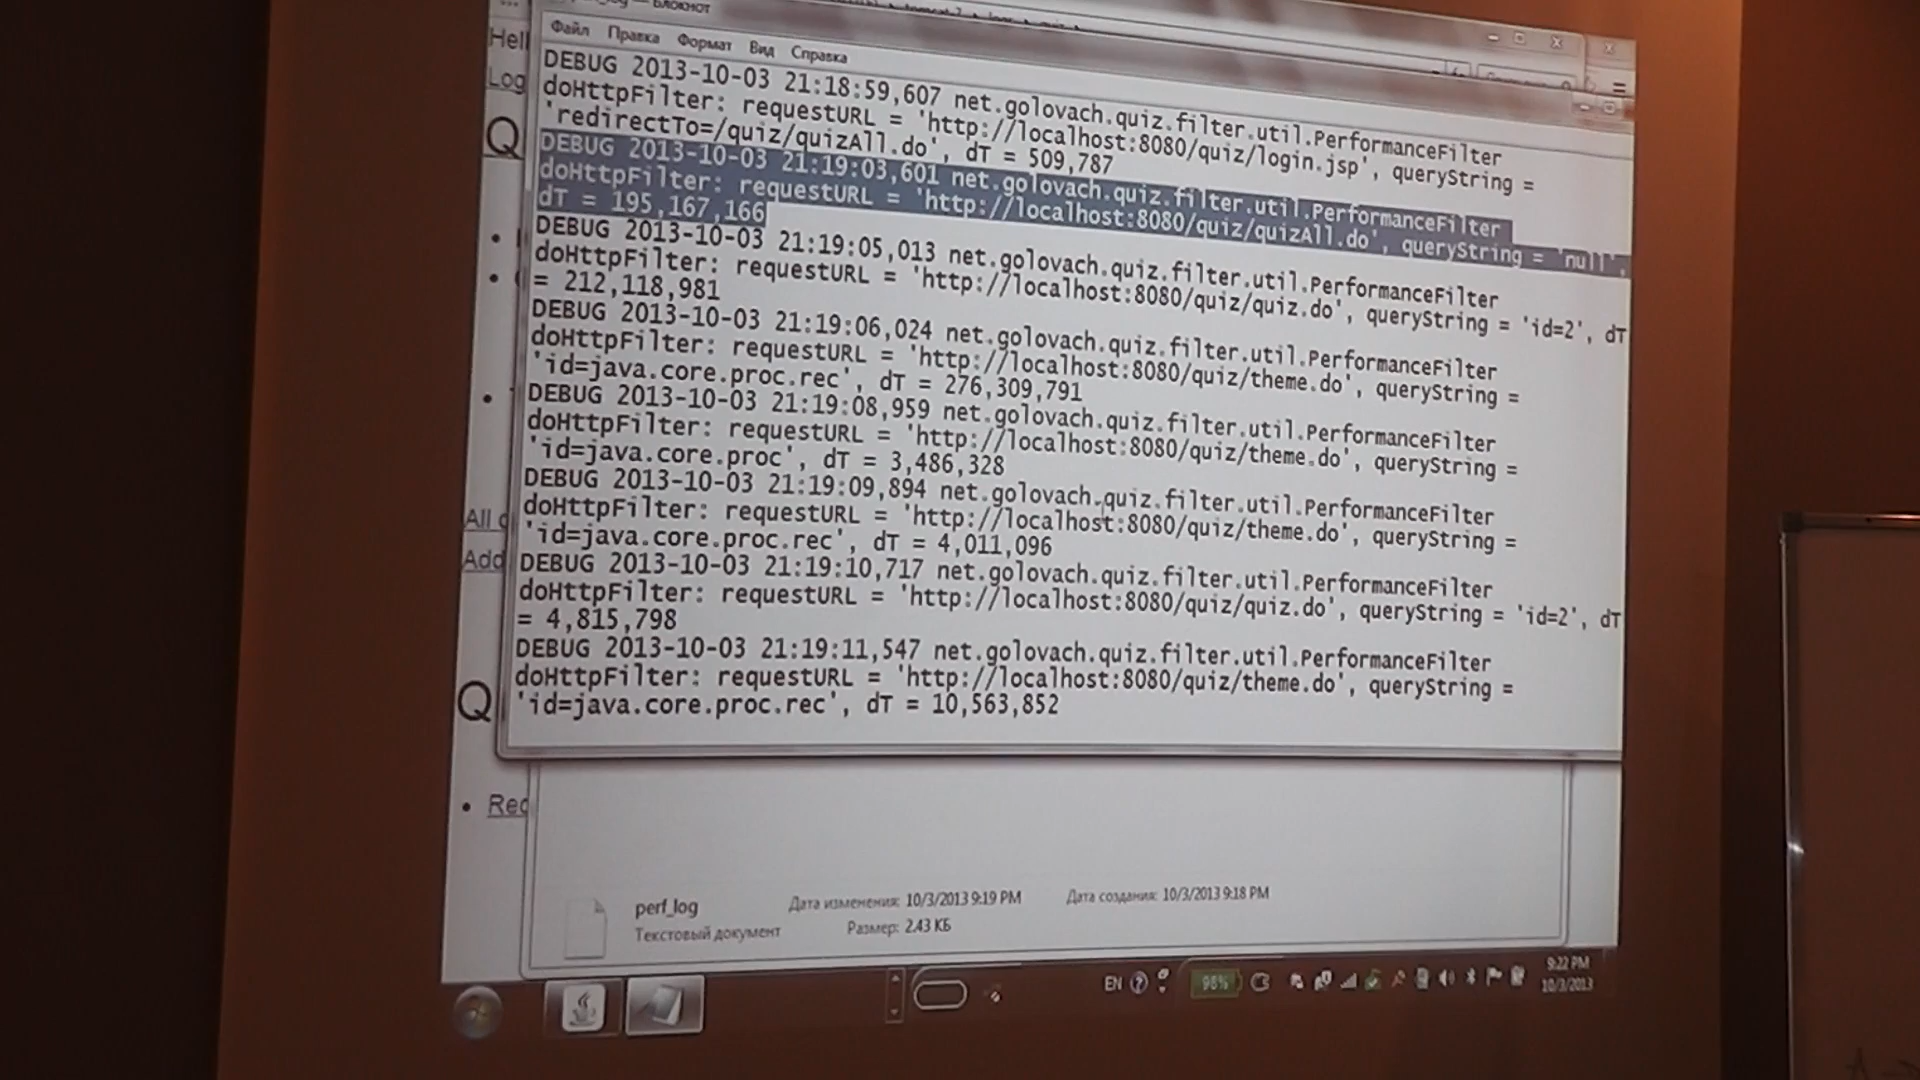 Блокнот
Файл Правка Формат Вид Справка
DEBUG 2013-10-03 21:18:59,607 net.golovach.quiz.filter.util.PerformanceFilter
doHttpFilter: requestURL = 'http://localhost:8080/quiz/login.jsp', queryString =
'redirectTo=/quiz/quizAll.do', dT = 509,787
DEBUG 2013-10-03 21:19:03,601 net.golovach.quiz.filter.util.PerformanceFilter
doHttpFilter: requestURL = 'http://localhost:8080/quiz/quizAll.do', queryString = 'null',
dT = 195,167,166
DEBUG 2013-10-03 21:19:05,013 net.golovach.quiz.filter.util.PerformanceFilter
doHttpFilter: requestURL = 'http://localhost:8080/quiz/quiz.do', queryString = 'id=2', dT
= 212,118,981
DEBUG 2013-10-03 21:19:06,024 net.golovach.quiz.filter.util.PerformanceFilter
doHttpFilter: requestURL = 'http://localhost:8080/quiz/theme.do', queryString =
'id=java.core.proc.rec', dT = 276,309,791
DEBUG 2013-10-03 21:19:08,959 net.golovach.quiz.filter.util.PerformanceFilter
doHttpFilter: requestURL = 'http://localhost:8080/quiz/theme.do', queryString =
'id=java.core.proc', dT = 3,486,328
DEBUG 2013-10-03 21:19:09,894 net.golovach.quiz.filter.util.PerformanceFilter
doHttpFilter: requestURL = 'http://localhost:8080/quiz/theme.do', queryString =
'id=java.core.proc.rec', dT = 4,011,096
DEBUG 2013-10-03 21:19:10,717 net.golovach.quiz.filter.util.PerformanceFilter
doHttpFilter: requestURL = 'http://localhost:8080/quiz/quiz.do', queryString = 'id=2', dT
= 4,815,798
DEBUG 2013-10-03 21:19:11,547 net.golovach.quiz.filter.util.PerformanceFilter
doHttpFilter: requestURL = 'http://localhost:8080/quiz/theme.do', queryString =
'id=java.core.proc.rec', dT = 10,563,852
Hell
Log
Q
All
Add
Q
Rec
perf_log Дата изменения: 10/3/2013 9:19 PM Дата создания: 10/3/2013 9:18 PM
Текстовый документ Размер: 2.43 КБ
EN 98% 9:22 PM
10/3/2013